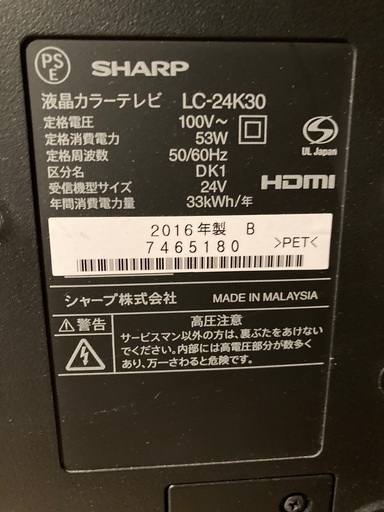 PS
E
SHARP
液晶カラーテレビ LC-24K30
定格電圧 100V～
定格消費電力 53W
定格周波数 50/60Hz
区分名 DK1
受信機型サイズ 24V
年間消費電力量 33kWh/年
S
UL Japan
HDMI
2016年製 B
7465180
>PET<
シャープ株式会社 MADE IN MALAYSIA
⚠警告
高圧注意
サービスマン以外の方は、裏ぶたをあけない
でください。内部には高電圧部分が数多く
あり、万一さわると危険です。